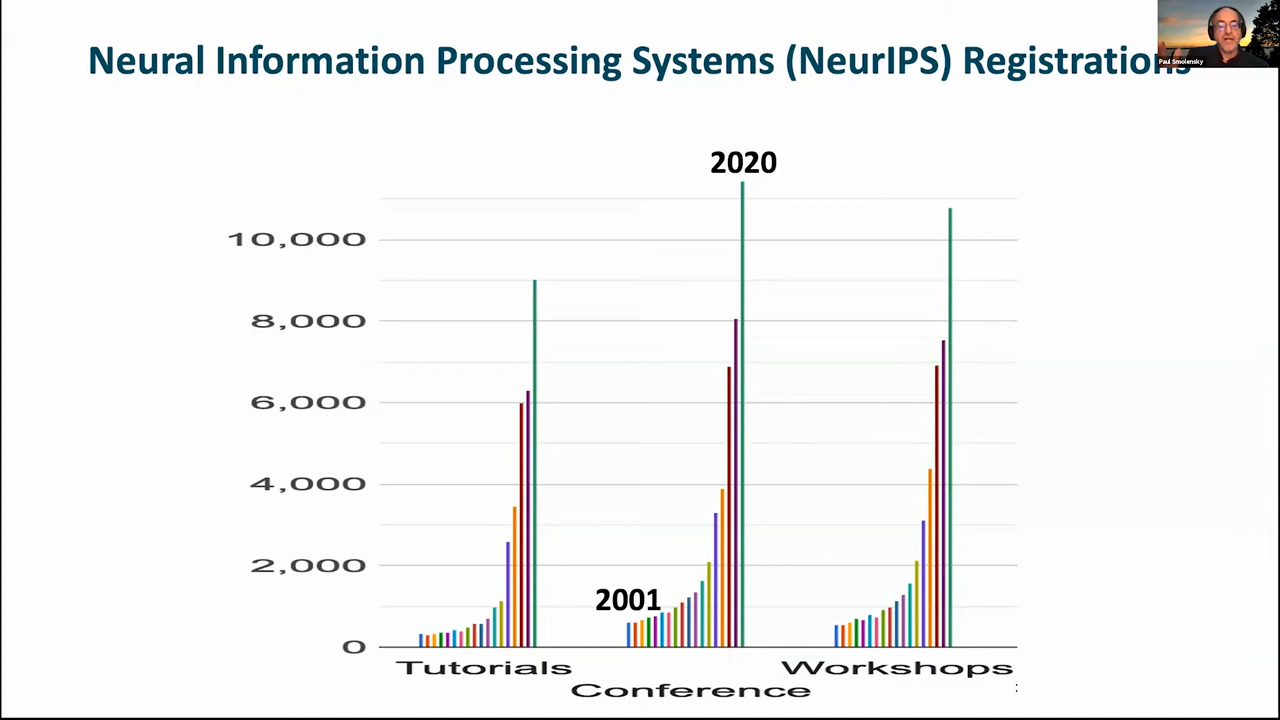 Neural Information Processing Systems (NeurIPS) Registrations
Paul Smolensky
2020
10,000
8,000
6,000
4,000
2,000
2001
0
Tutorials
Workshops
Conference
: